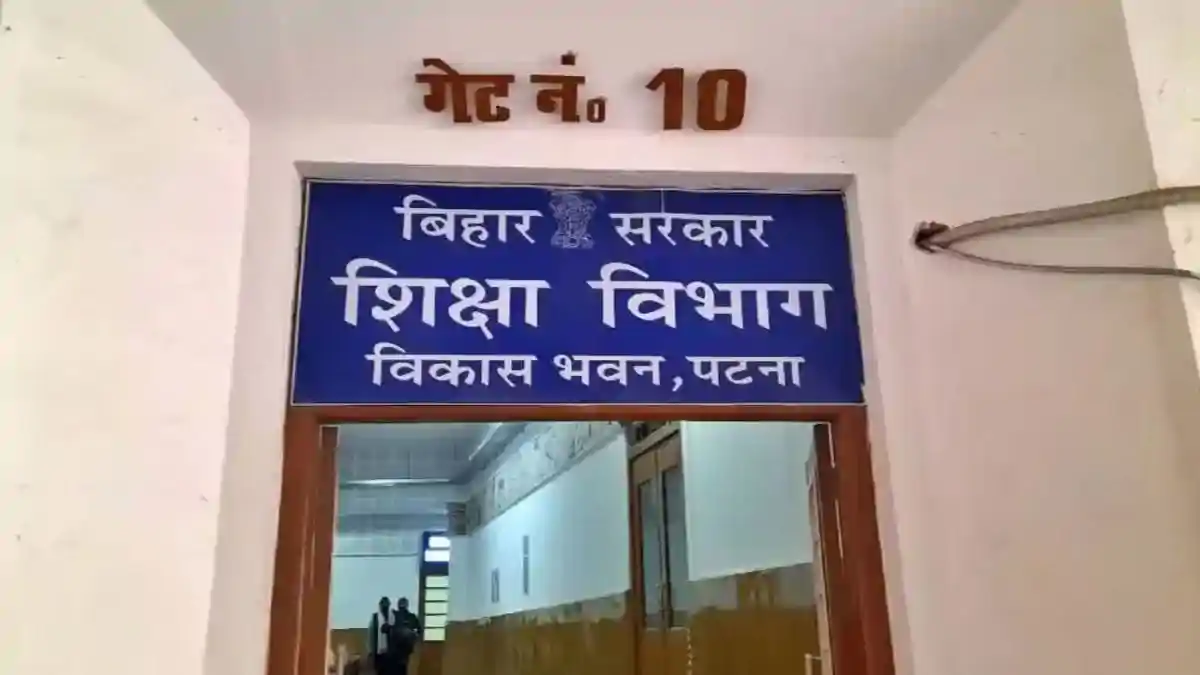 गेट नं० 10
बिहार सरकार
शिक्षा विभाग
विकास भवन, पटना